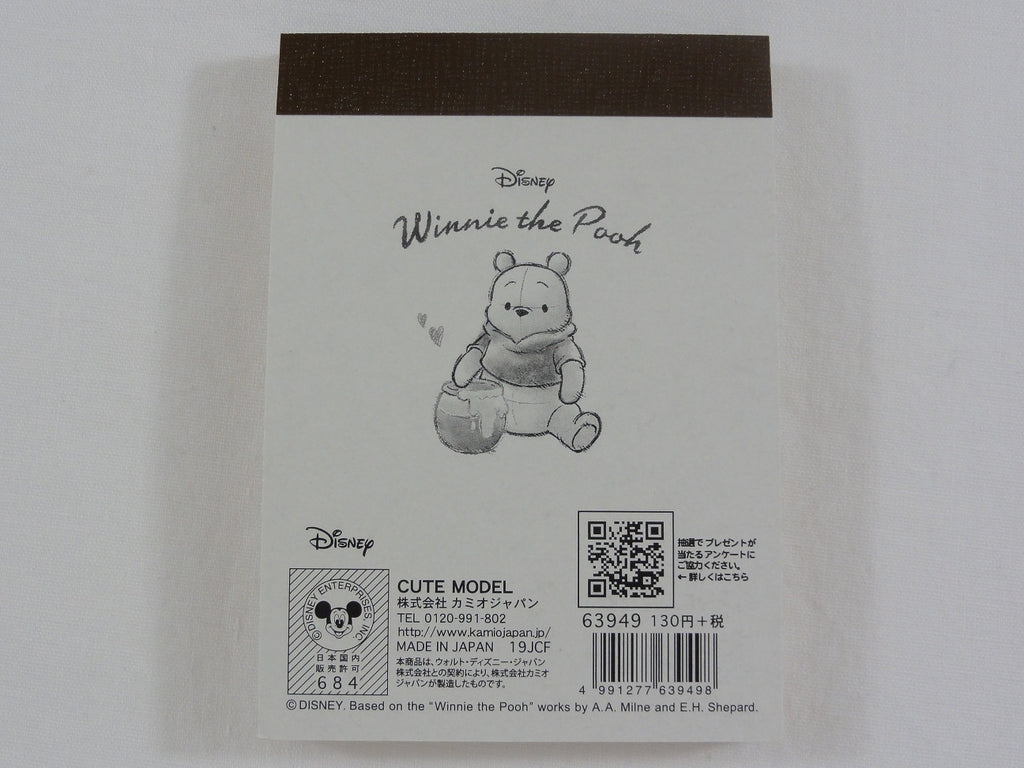 Disney
Winnie the Pooh
Disney
©DISNEY ENTERPRISES, INC.
日本国内
販売許可
684
CUTE MODEL
株式会社 カミオジャパン
TEL 0120-991-802
http://www.kamiojapan.jp/
MADE IN JAPAN 19JCF
本商品は、ウォルト・ディズニー・ジャパン
株式会社との契約により、株式会社カミオ
ジャパンが製造したものです。
抽選で プレゼントが
当たるアンケートに
ご協力ください。
← 詳しくはこちら
63949 130円+税
4 991277 639498
©DISNEY. Based on the "Winnie the Pooh" works by A.A. Milne and E.H. Shepard.